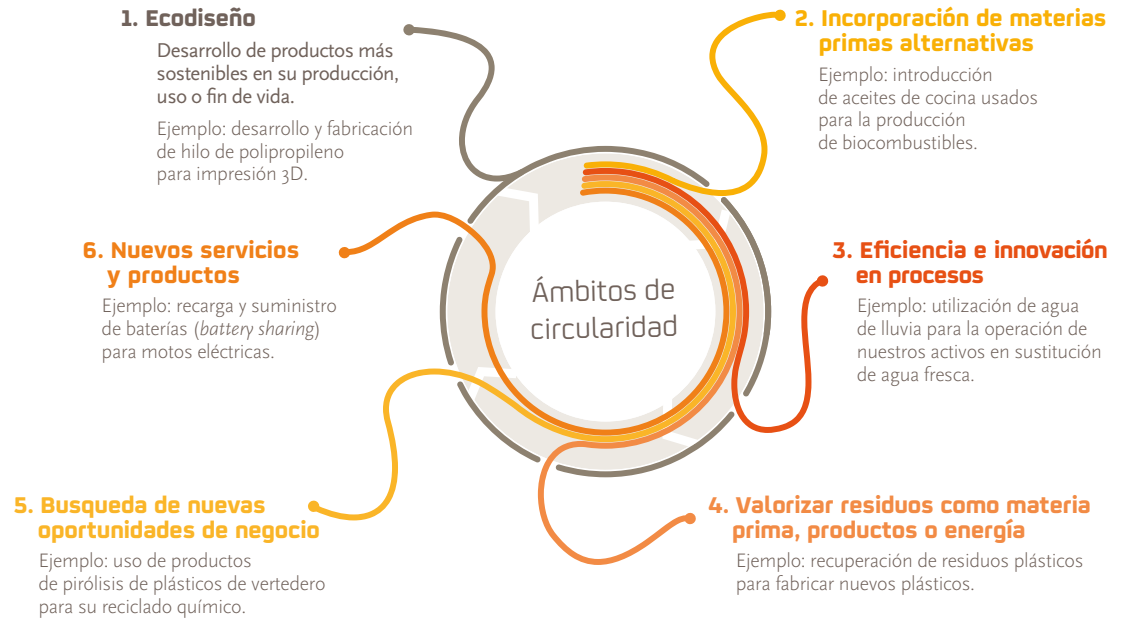 1. Ecodiseño
Desarrollo de productos más
sostenibles en su producción,
uso o fin de vida.
Ejemplo: desarrollo y fabricación
de hilo de polipropileno
para impresión 3D.
2. Incorporación de materias
primas alternativas
Ejemplo: introducción
de aceites de cocina usados
para la producción
de biocombustibles.
3. Eficiencia e innovación
en procesos
Ejemplo: utilización de agua
de lluvia para la operación de
nuestros activos en sustitución
de agua fresca.
4. Valorizar residuos como materia
prima, productos o energía
Ejemplo: recuperación de residuos plásticos
para fabricar nuevos plásticos.
5. Busqueda de nuevas
oportunidades de negocio
Ejemplo: uso de productos
de pirólisis de plásticos de vertedero
para su reciclado químico.
6. Nuevos servicios
y productos
Ejemplo: recarga y suministro
de baterías (battery sharing)
para motos eléctricas.
Ámbitos de
circularidad